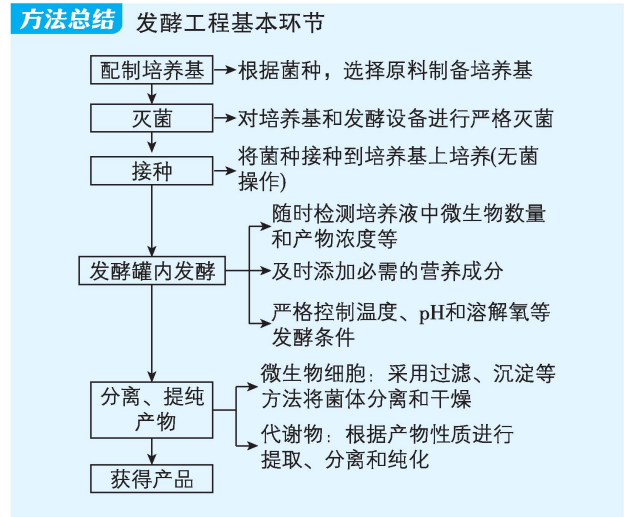 方法总结 发酵工程基本环节
配制培养基 根据菌种，选择原料制备培养基
灭菌 对培养基和发酵设备进行严格灭菌
接种 将菌种接种到培养基上培养(无菌
操作)
发酵罐内发酵 随时检测培养液中微生物数量
和产物浓度等
及时添加必需的营养成分
严格控制温度、pH和溶解氧等
发酵条件
分离、提纯
产物
微生物细胞：采用过滤、沉淀等
方法将菌体分离和干燥
代谢物：根据产物性质进行
提取、分离和纯化
获得产品